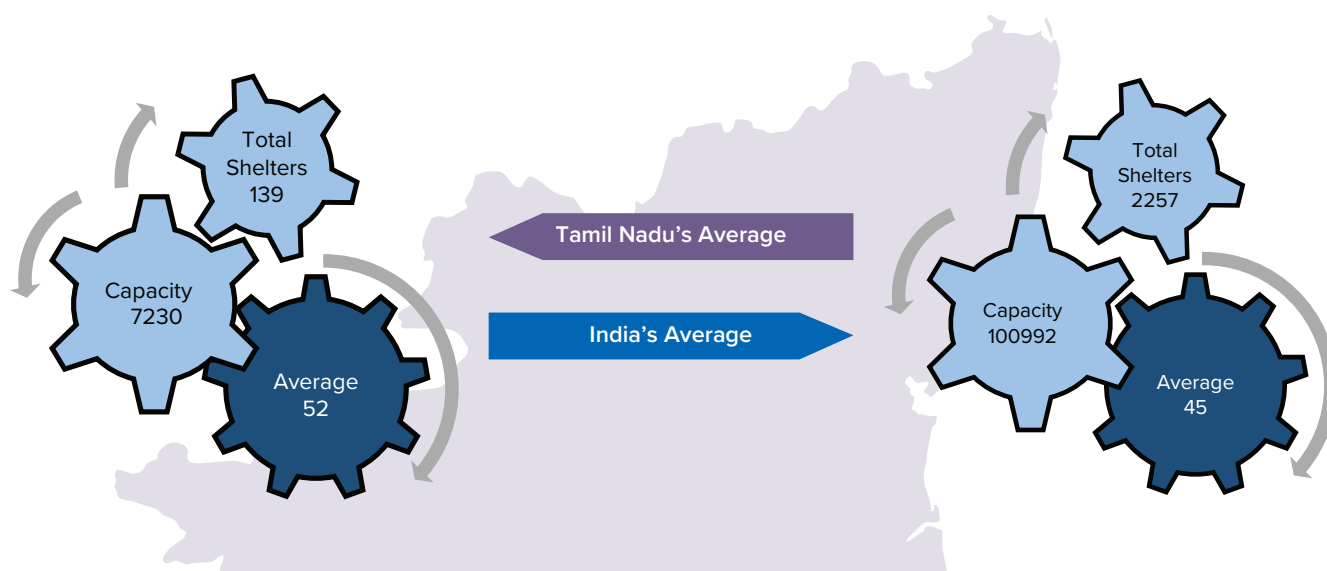 Total
Shelters
139
Capacity
7230
Average
52
Tamil Nadu's Average
India's Average
Total
Shelters
2257
Capacity
100992
Average
45